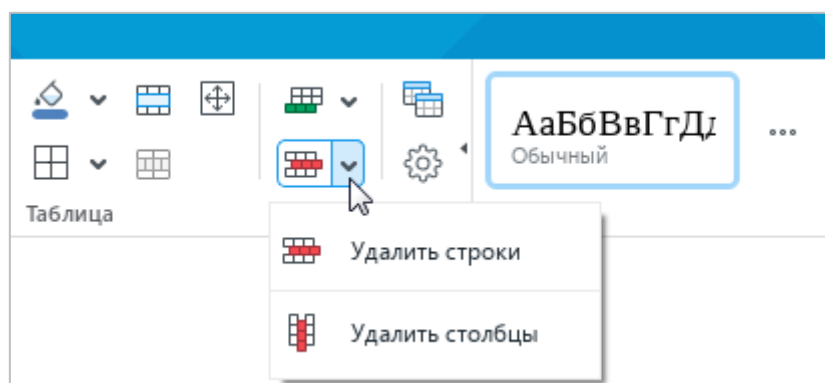 АаБбВвГгДд
Обычный
Таблица
Удалить строки
Удалить столбцы